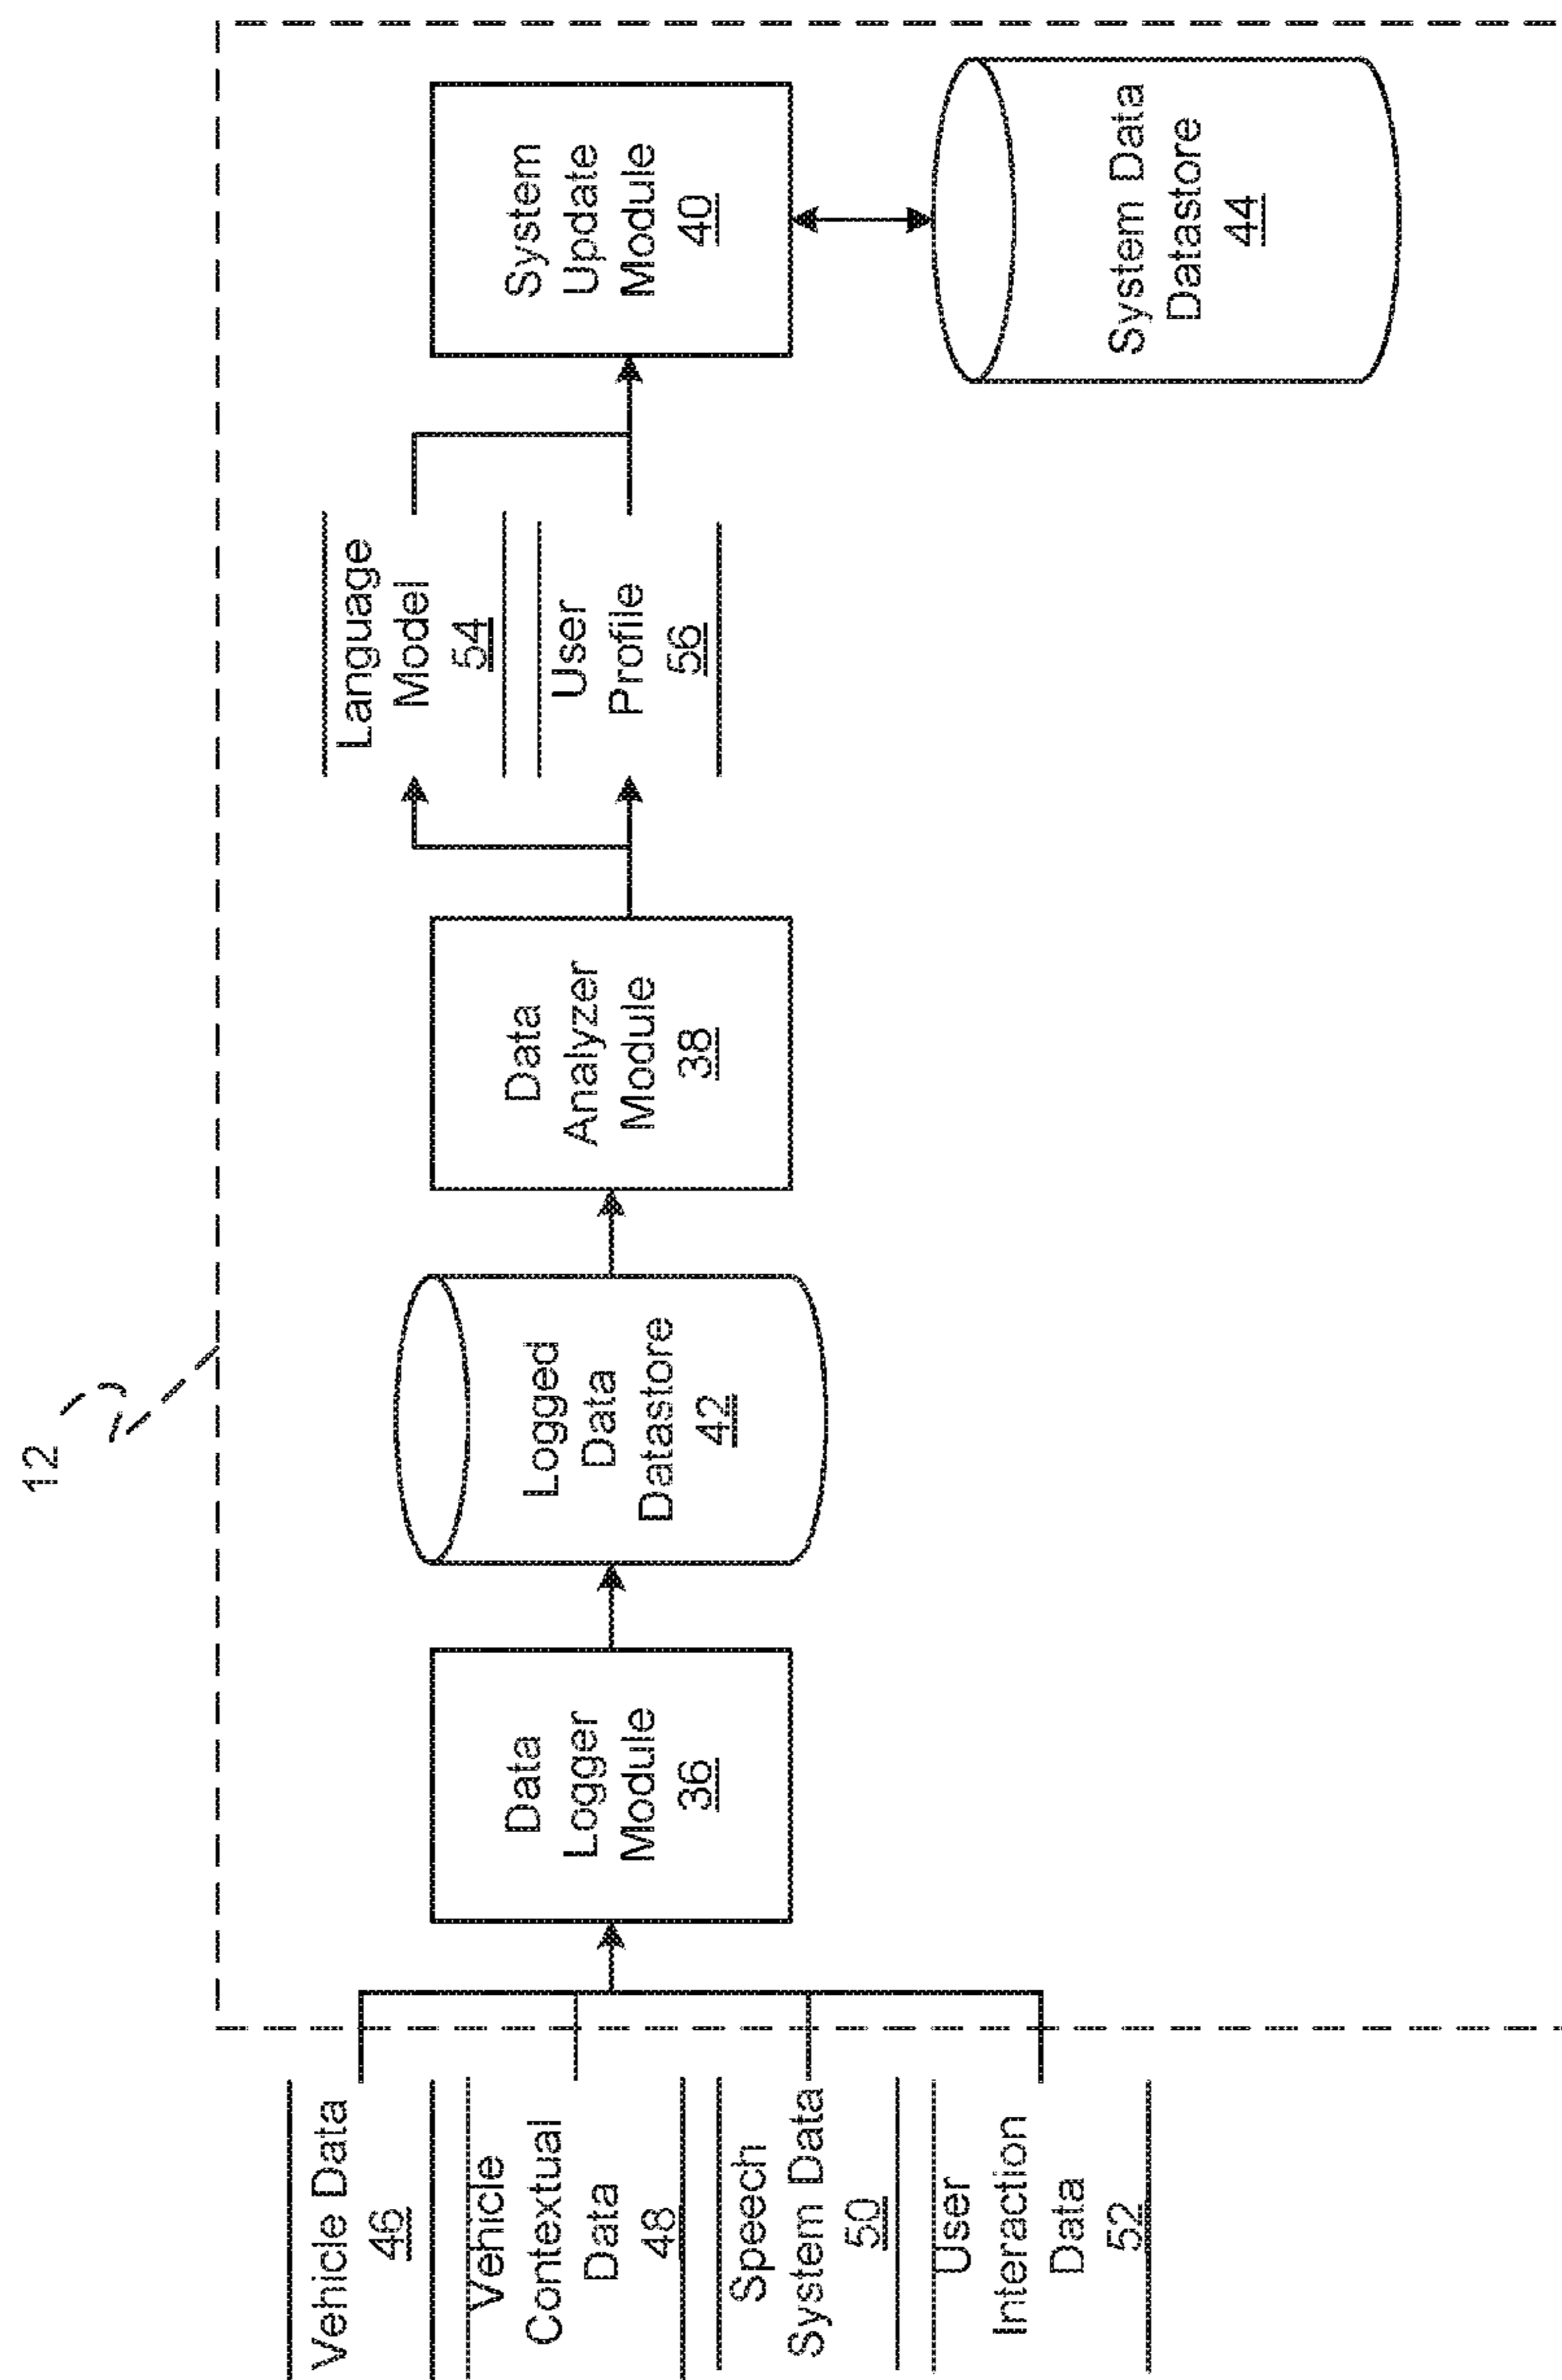 12
Vehicle Data
46
Vehicle
Contextual
Data
48
Speech
System Data
50
User
Interaction
Data
52
Data
Logger
Module
36
Logged
Data
Datastore
42
Data
Analyzer
Module
38
Language
Model
54
User
Profile
56
System
Update
Module
40
System Data
Datastore
44